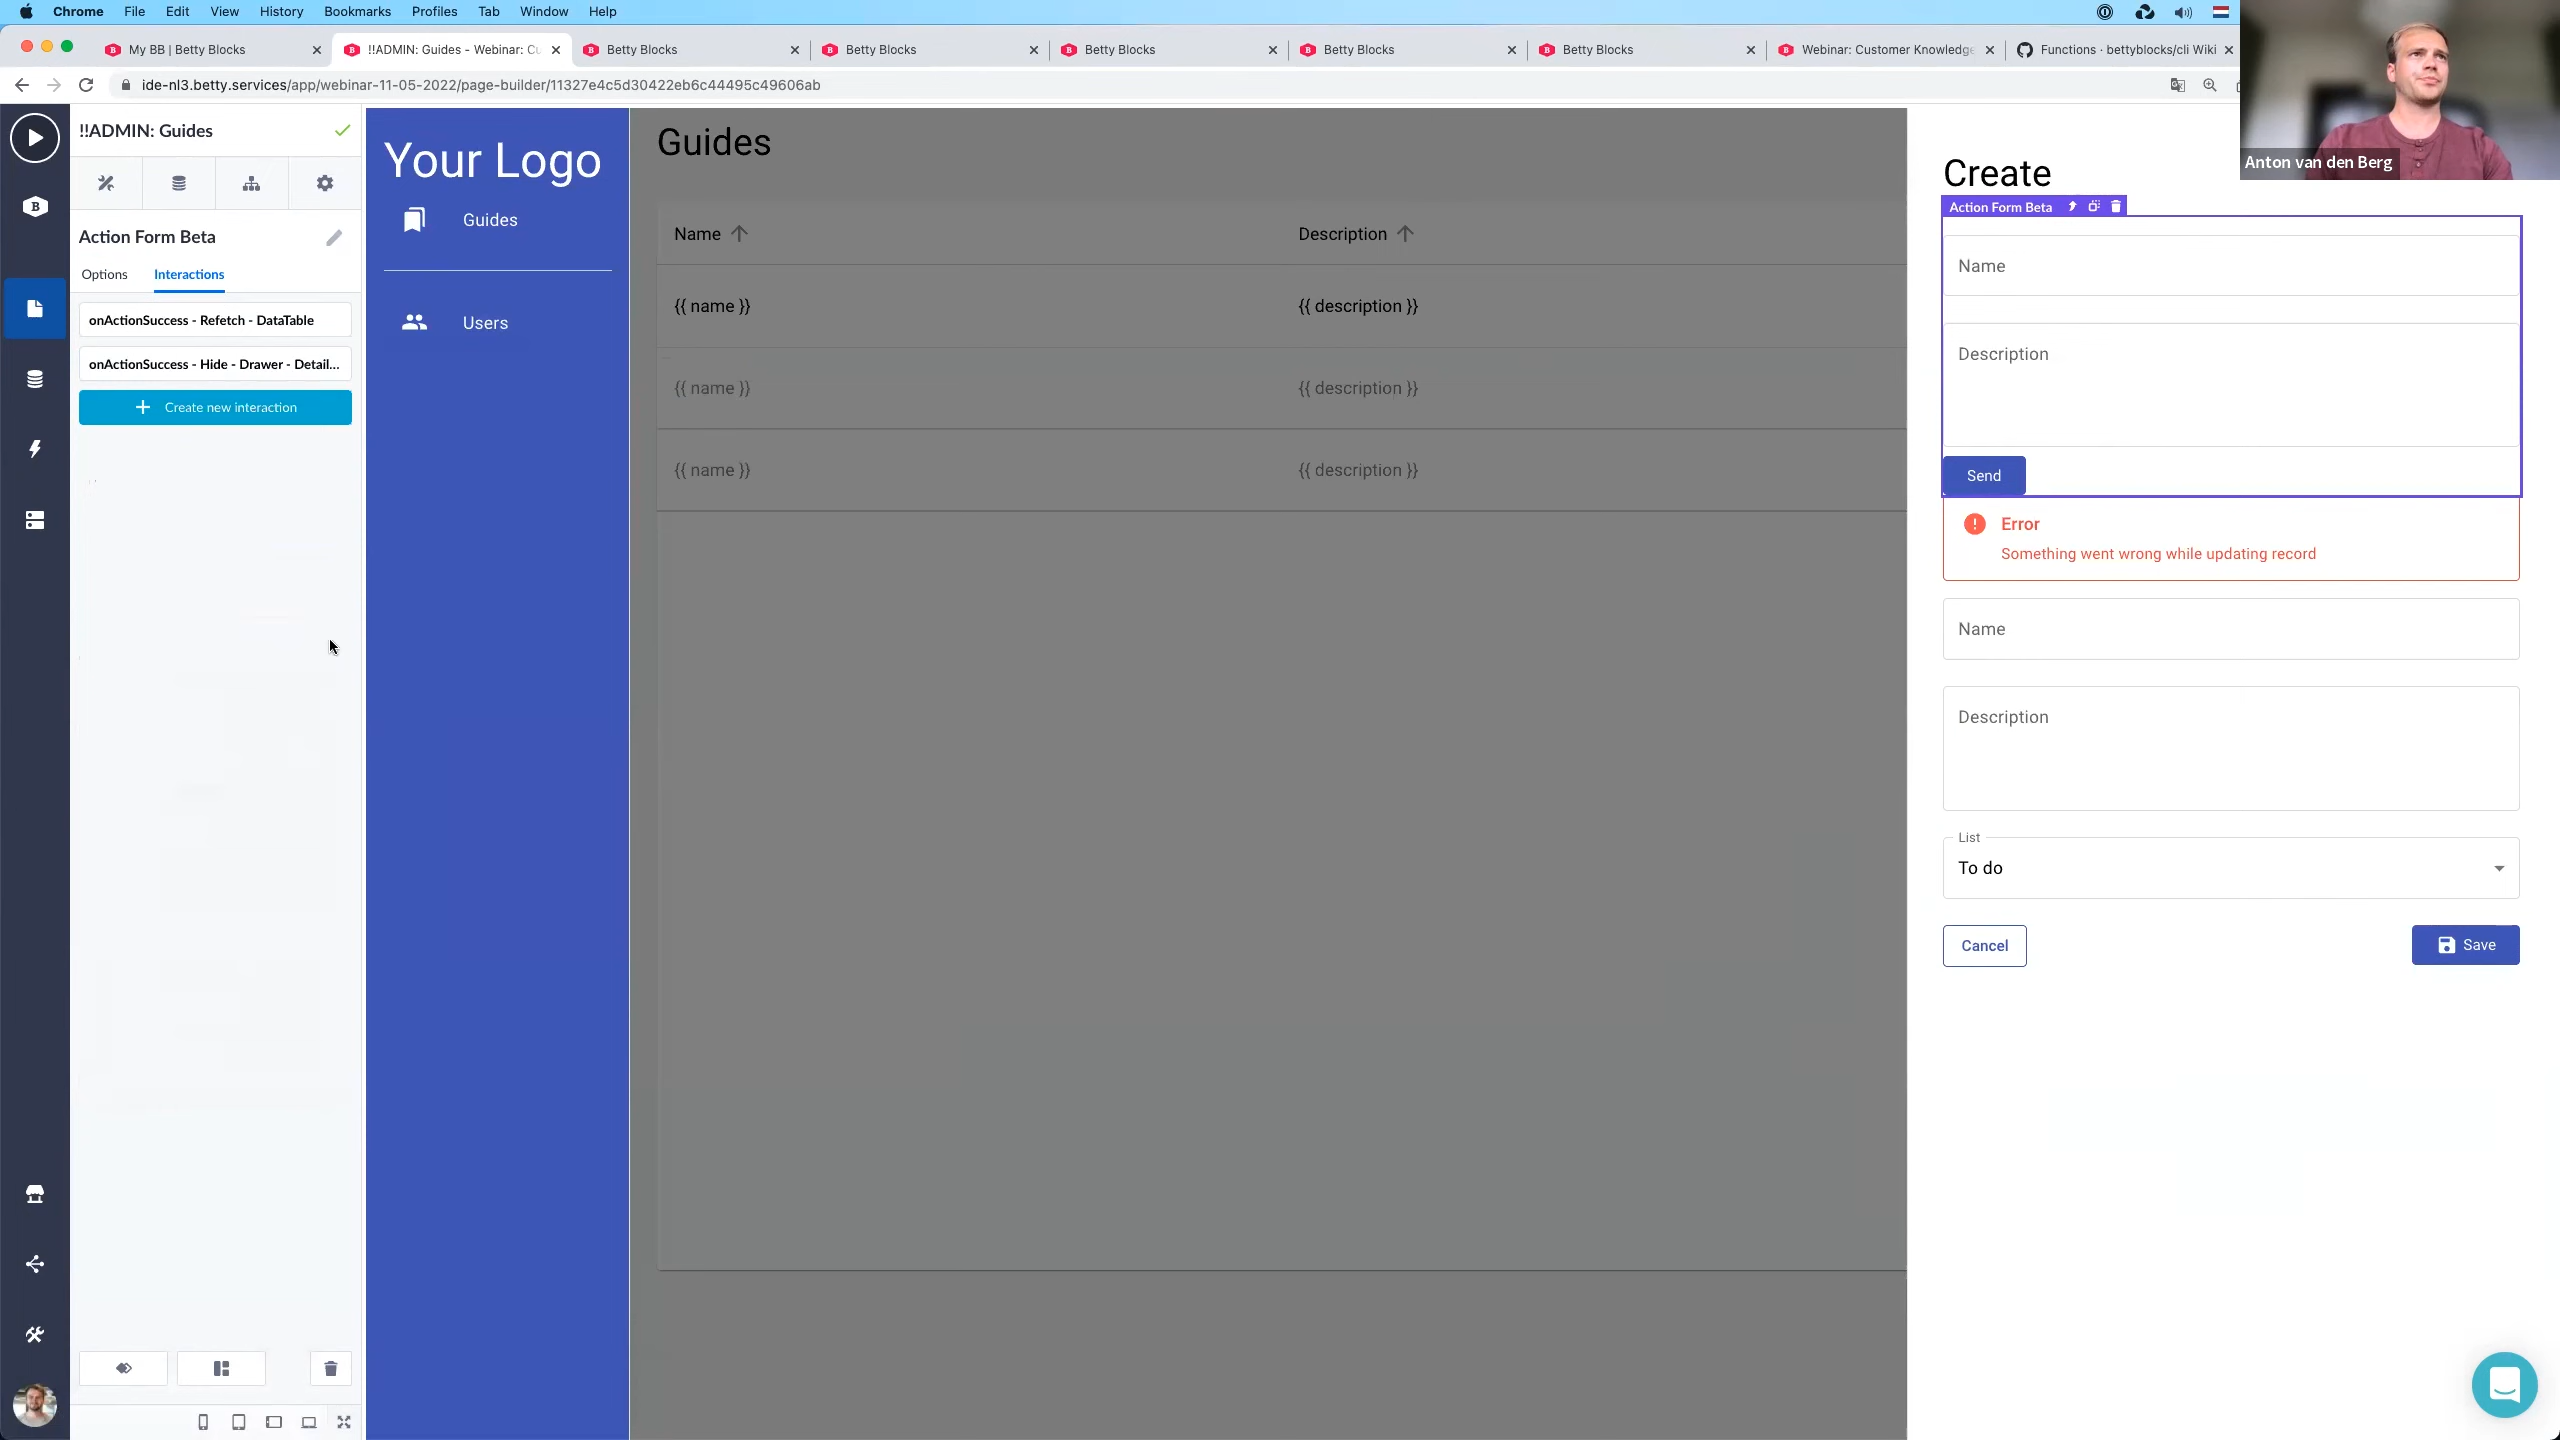 Chrome File Edit View History Bookmarks Profiles Tab Window Help
My BB | Betty Blocks
!!ADMIN: Guides - Webinar: Cu
Betty Blocks
Betty Blocks
Betty Blocks
Betty Blocks
Betty Blocks
Webinar: Customer Knowledge
Functions · bettyblocks/cli Wiki
ide-nl3.betty.services/app/webinar-11-05-2022/page-builder/11327e4c5d30422eb6c44495c49606ab
Anton van den Berg
B
!!ADMIN: Guides
Action Form Beta
Options Interactions
onActionSuccess - Refetch - DataTable
onActionSuccess - Hide - Drawer - Detail...
Create new interaction
Your Logo
Guides
Users
Guides
Name Description
{{ name }} {{ description }}
{{ name }} {{ description }}
{{ name }} {{ description }}
Create
Action Form Beta
Name
Description
Send
Error
Something went wrong while updating record
Name
Description
List
To do
Cancel
Save